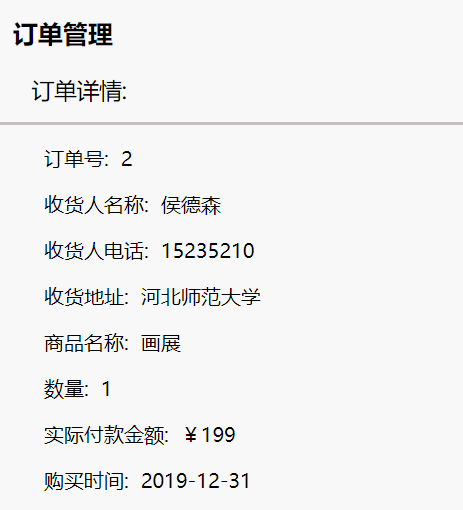 订单管理
订单详情:
订单号: 2
收货人名称: 侯德森
收货人电话: 15235210
收货地址: 河北师范大学
商品名称: 画展
数量: 1
实际付款金额: ￥199
购买时间: 2019-12-31